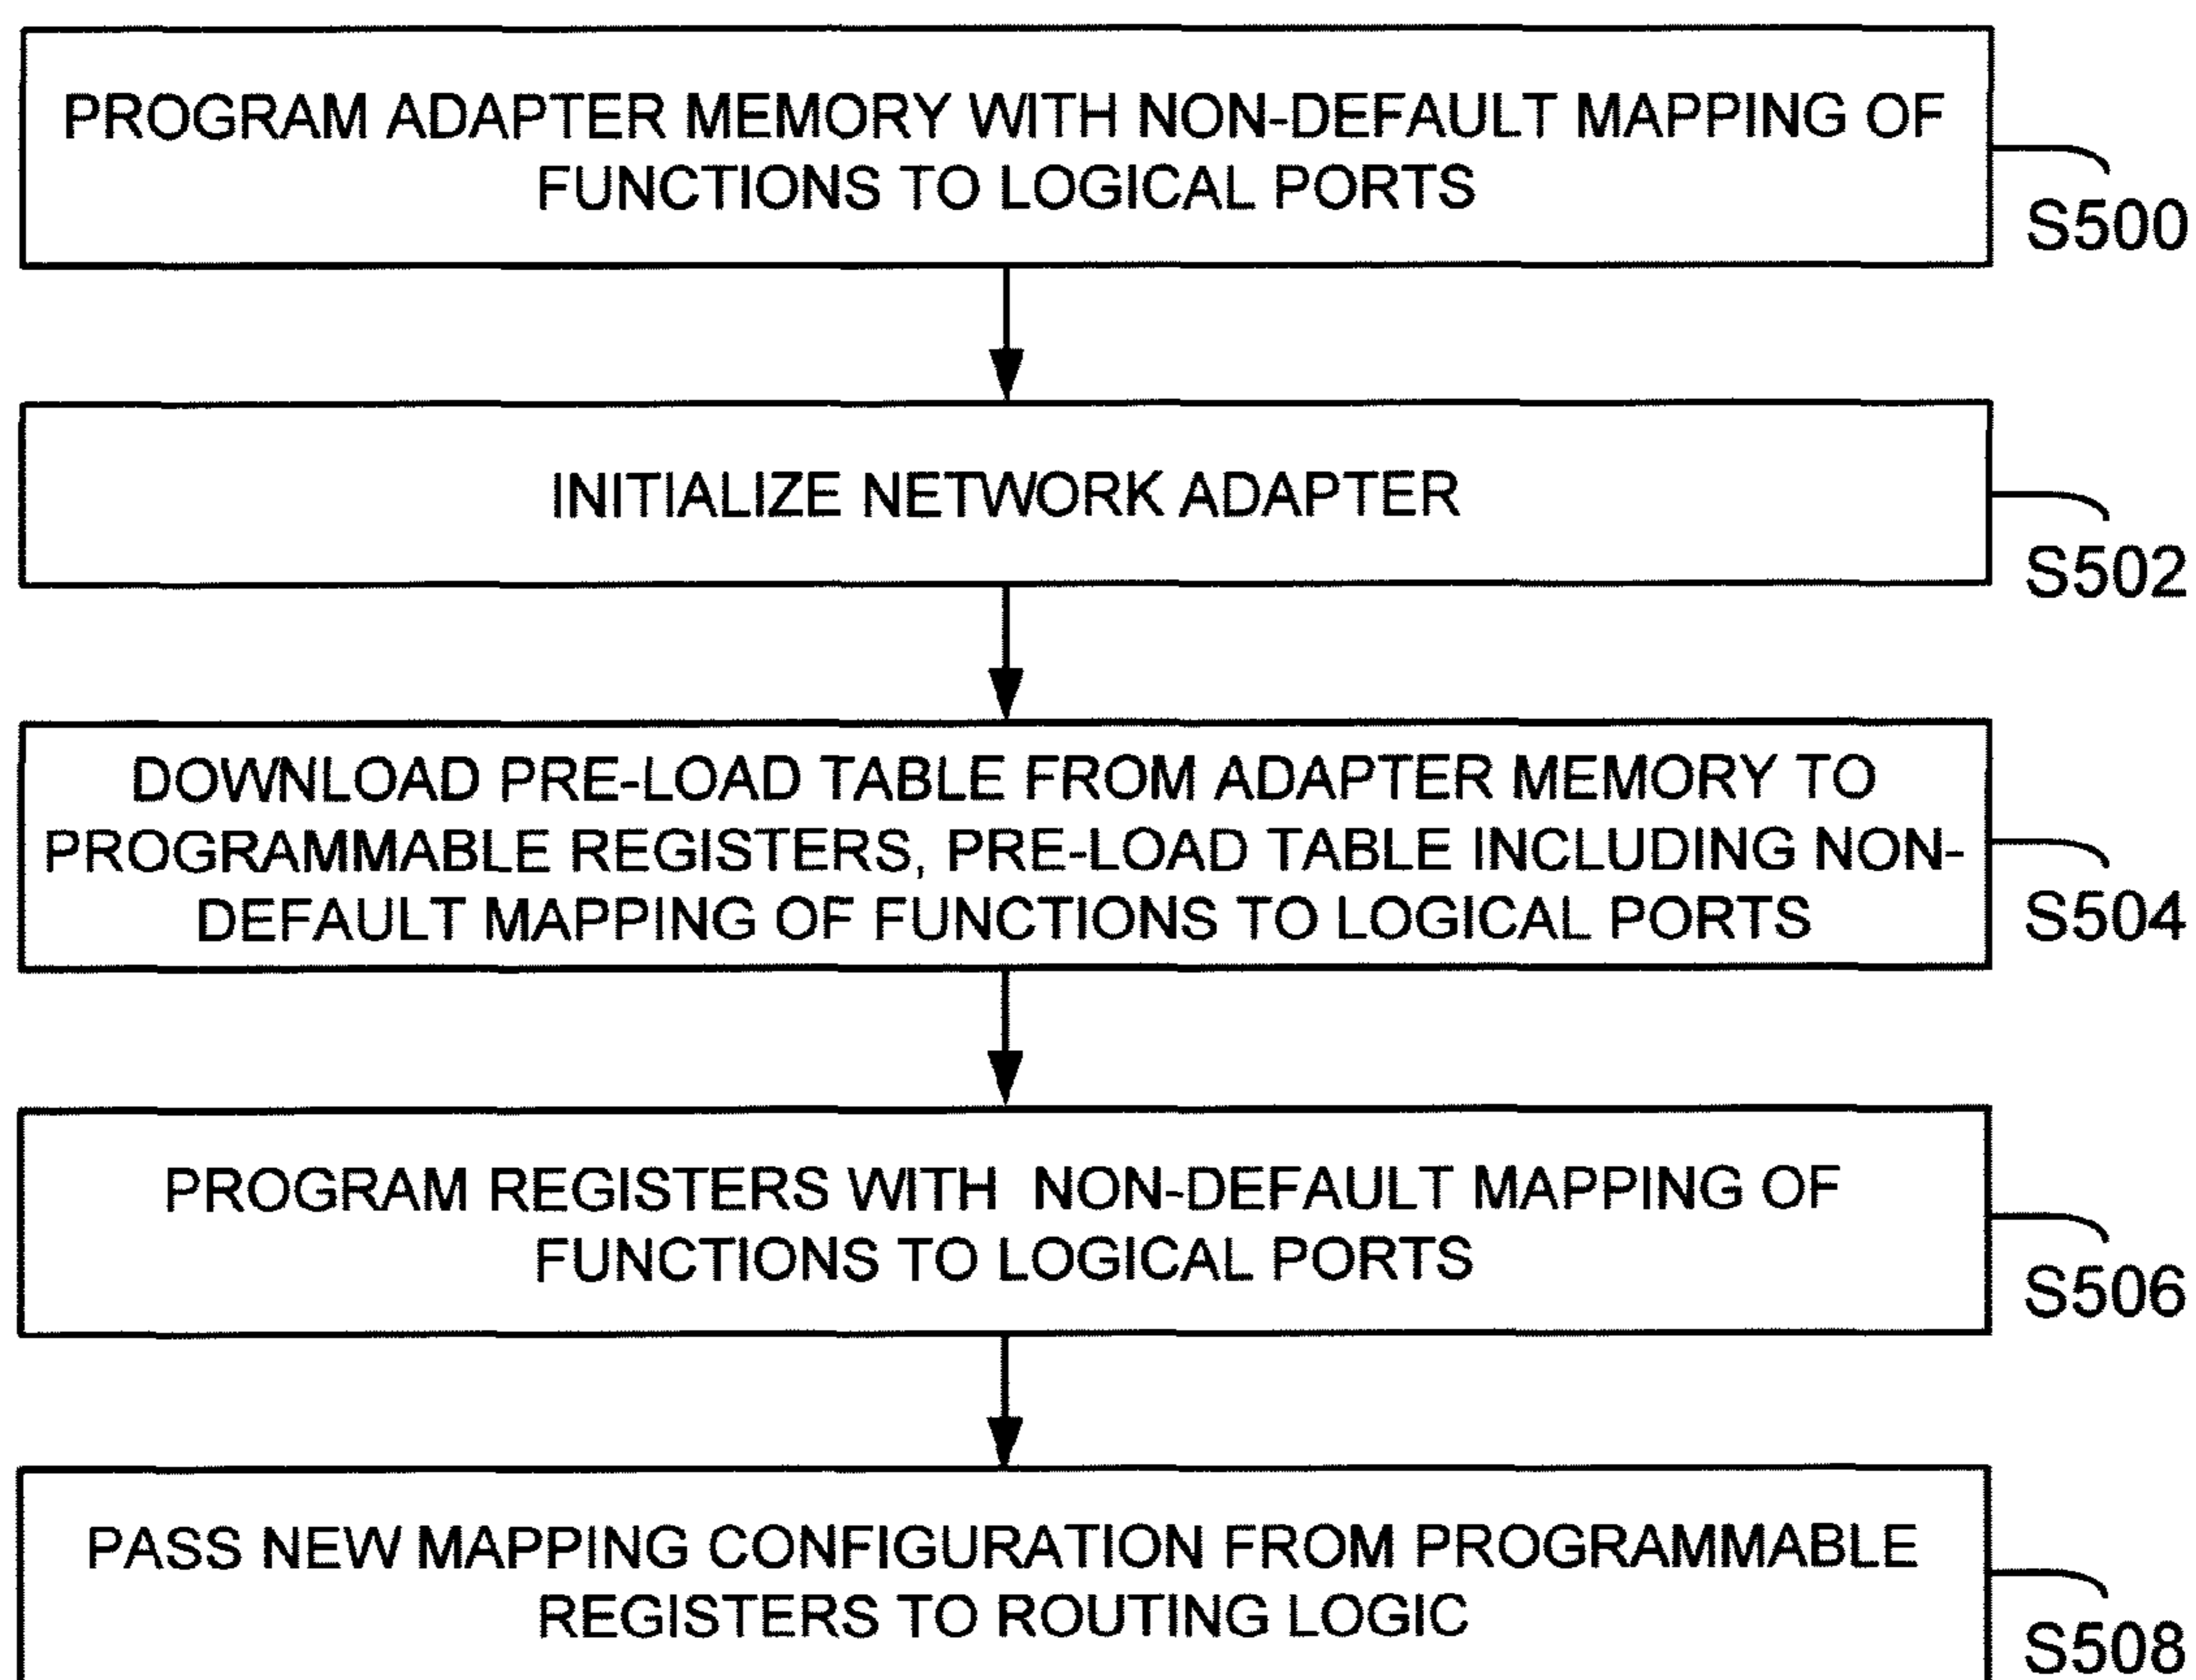 PROGRAM ADAPTER MEMORY WITH NON-DEFAULT MAPPING OF
FUNCTIONS TO LOGICAL PORTS
S500
INITIALIZE NETWORK ADAPTER
S502
DOWNLOAD PRE-LOAD TABLE FROM ADAPTER MEMORY TO
PROGRAMMABLE REGISTERS, PRE-LOAD TABLE INCLUDING NON-
DEFAULT MAPPING OF FUNCTIONS TO LOGICAL PORTS
S504
PROGRAM REGISTERS WITH NON-DEFAULT MAPPING OF
FUNCTIONS TO LOGICAL PORTS
S506
PASS NEW MAPPING CONFIGURATION FROM PROGRAMMABLE
REGISTERS TO ROUTING LOGIC
S508